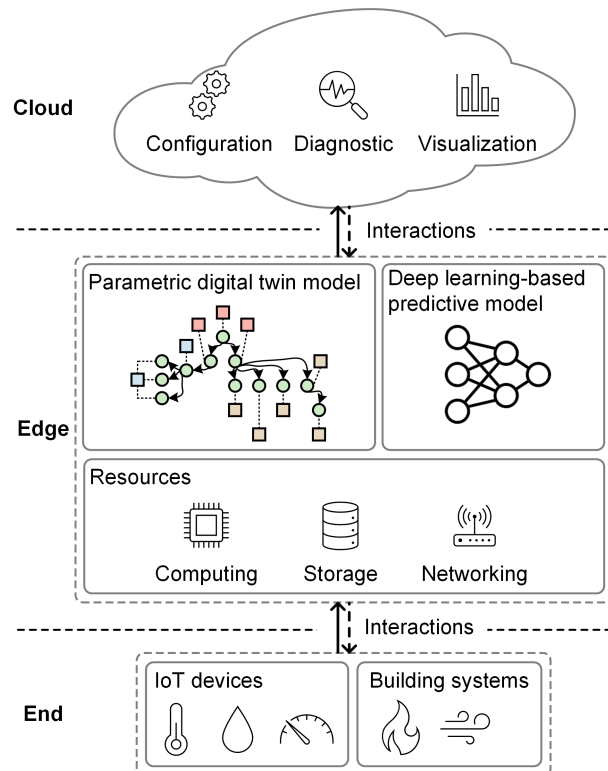 Cloud
Configuration Diagnostic Visualization
Interactions
Parametric digital twin model
Deep learning-based
predictive model
Edge
Resources
Computing Storage Networking
Interactions
IoT devices Building systems
End